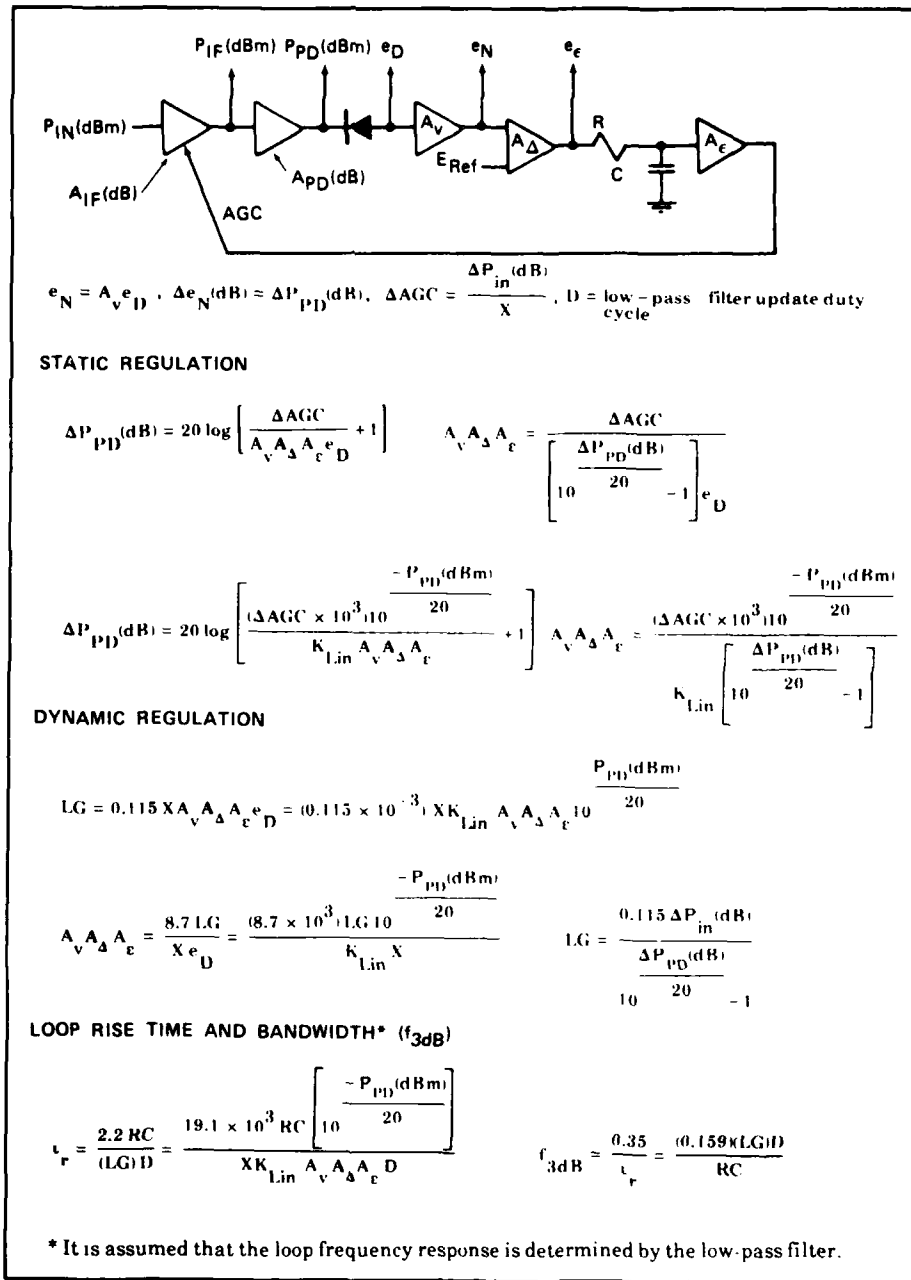 P_IF(dBm) P_PD(dBm) e_D e_N e_ϵ
P_IN(dBm) A_v A_Δ R A_ϵ
E_Ref C
A_IF(dB) A_PD(dB)
AGC
e_N = A_v e_D , Δe_N(dB) = ΔP_PD(dB), ΔAGC = ΔP_in(dB) / X , D = low-pass filter update duty cycle
STATIC REGULATION
ΔP_PD(dB) = 20 log [ ΔAGC / (A_v A_Δ A_ε e_D) + 1 ] A_v A_Δ A_ε = ΔAGC / ([10^(ΔP_PD(dB)/20) - 1] e_D)
ΔP_PD(dB) = 20 log [ (ΔAGC × 10^3)10^(-P_PD(dBm)/20) / (K_Lin A_v A_Δ A_ε) + 1 ] A_v A_Δ A_ε = (ΔAGC × 10^3)10^(-P_PD(dBm)/20) / (K_Lin [10^(ΔP_PD(dB)/20) - 1])
DYNAMIC REGULATION
LG = 0.115 X A_v A_Δ A_ε e_D = (0.115 × 10^-3) X K_Lin A_v A_Δ A_ε 10^(P_PD(dBm)/20)
A_v A_Δ A_ε = 8.7 LG / (X e_D) = (8.7 × 10^3) LG 10^(-P_PD(dBm)/20) / (K_Lin X) LG = 0.115 ΔP_in(dB) / (10^(ΔP_PD(dB)/20) - 1)
LOOP RISE TIME AND BANDWIDTH* (f_3dB)
t_r = 2.2 RC / ((LG) D) = 19.1 × 10^3 RC [10^(-P_PD(dBm)/20)] / (X K_Lin A_v A_Δ A_ε D) f_3dB ≃ 0.35 / t_r = (0.159)(LG)D / RC
* It is assumed that the loop frequency response is determined by the low-pass filter.